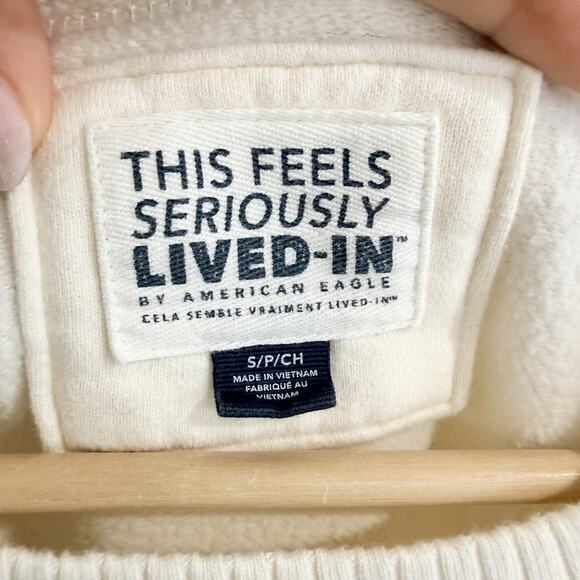 THIS FEELS
SERIOUSLY
LIVED-IN™
BY AMERICAN EAGLE
CELA SEMBLE VRAIMENT LIVED-IN™
S/P/CH
MADE IN VIETNAM
FABRIQUÉ AU
VIETNAM